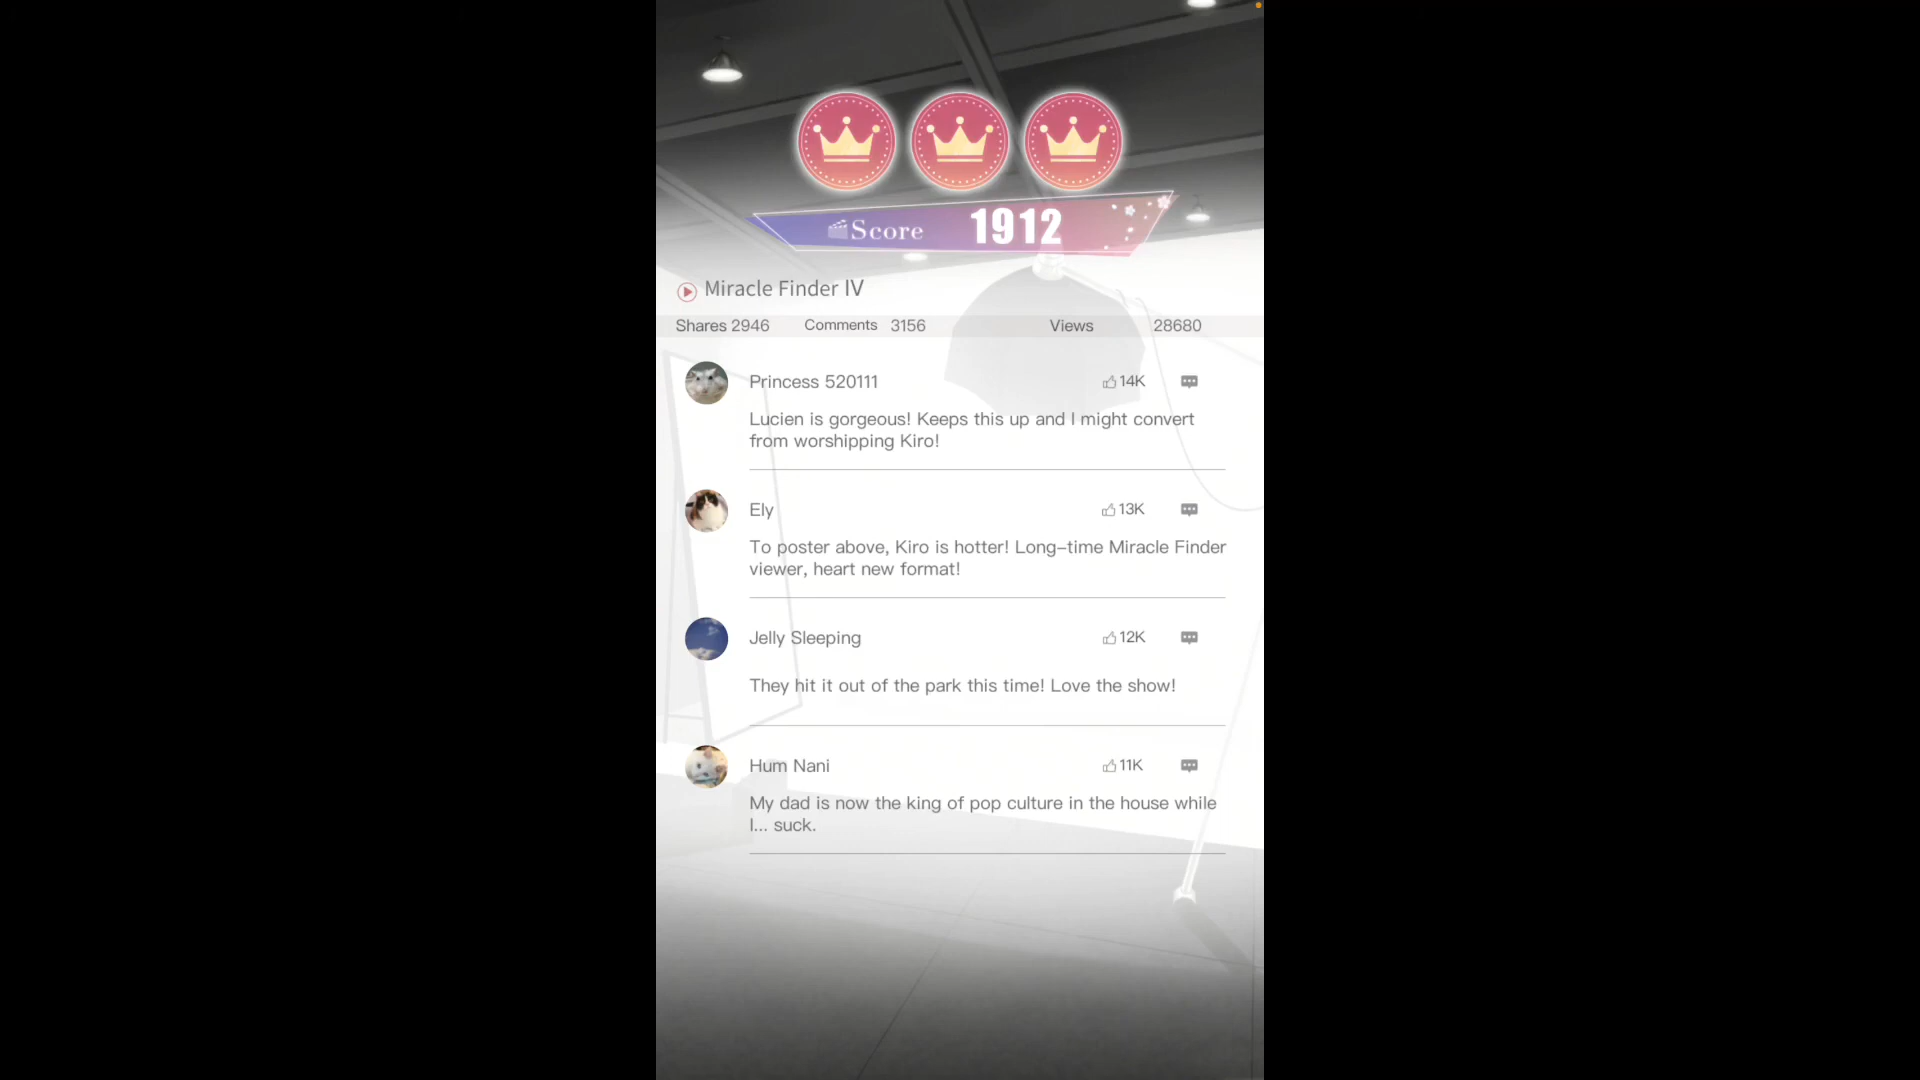 Score 1912
Miracle Finder IV
Shares 2946 Comments 3156 Views 28680
Princess 520111 14K
Lucien is gorgeous! Keeps this up and I might convert
from worshipping Kiro!
Ely 13K
To poster above, Kiro is hotter! Long-time Miracle Finder
viewer, heart new format!
Jelly Sleeping 12K
They hit it out of the park this time! Love the show!
Hum Nani 11K
My dad is now the king of pop culture in the house while
I... suck.